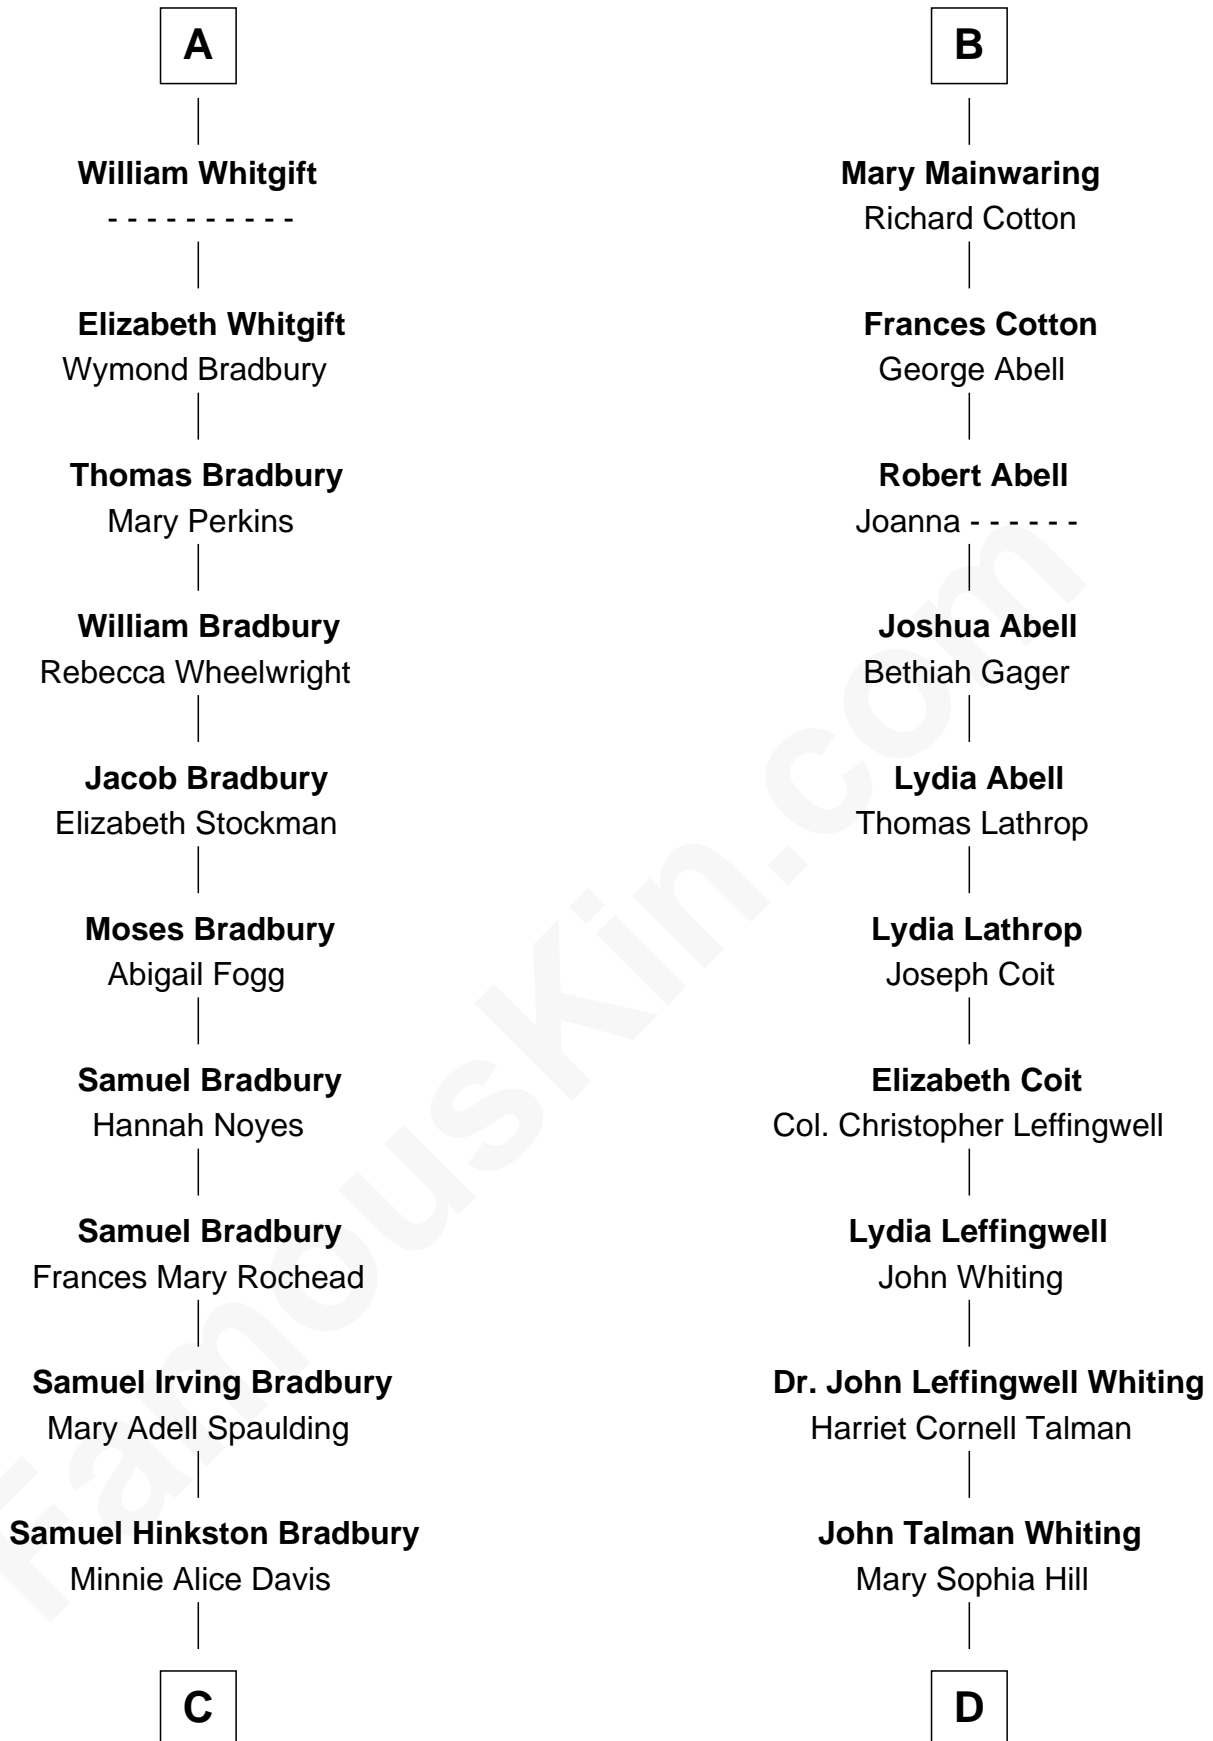 A
William Whitgift
- - - - - - - - - -
Elizabeth Whitgift
Wymond Bradbury
Thomas Bradbury
Mary Perkins
William Bradbury
Rebecca Wheelwright
Jacob Bradbury
Elizabeth Stockman
Moses Bradbury
Abigail Fogg
Samuel Bradbury
Hannah Noyes
Samuel Bradbury
Frances Mary Rochead
Samuel Irving Bradbury
Mary Adell Spaulding
Samuel Hinkston Bradbury
Minnie Alice Davis
C
B
Mary Mainwaring
Richard Cotton
Frances Cotton
George Abell
Robert Abell
Joanna - - - - - -
Joshua Abell
Bethiah Gager
Lydia Abell
Thomas Lathrop
Lydia Lathrop
Joseph Coit
Elizabeth Coit
Col. Christopher Leffingwell
Lydia Leffingwell
John Whiting
Dr. John Leffingwell Whiting
Harriet Cornell Talman
John Talman Whiting
Mary Sophia Hill
D
FamousKin.com